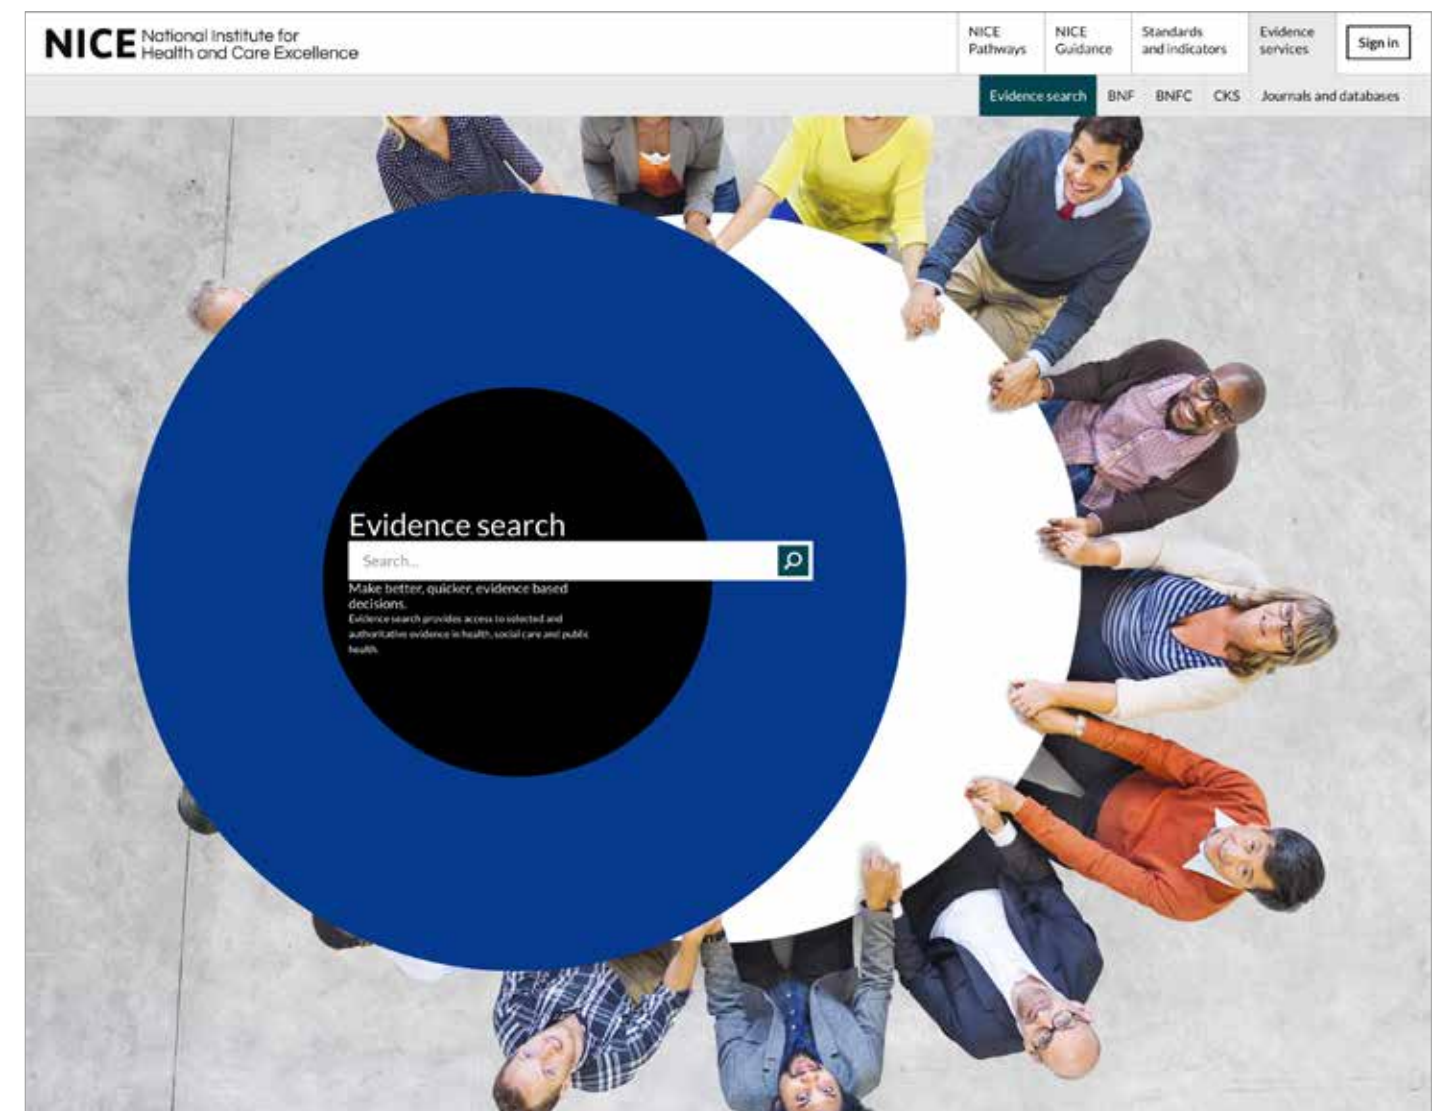 NICE National Institute for
Health and Care Excellence
NICE
Pathways
NICE
Guidance
Standards
and indicators
Evidence
services
Sign in
Evidence search
BNF
BNFC
CKS
Journals and databases
Evidence search
Search...
Make better, quicker, evidence based
decisions.
Evidence search provides access to selected and
authoritative evidence in health, social care and public
health.